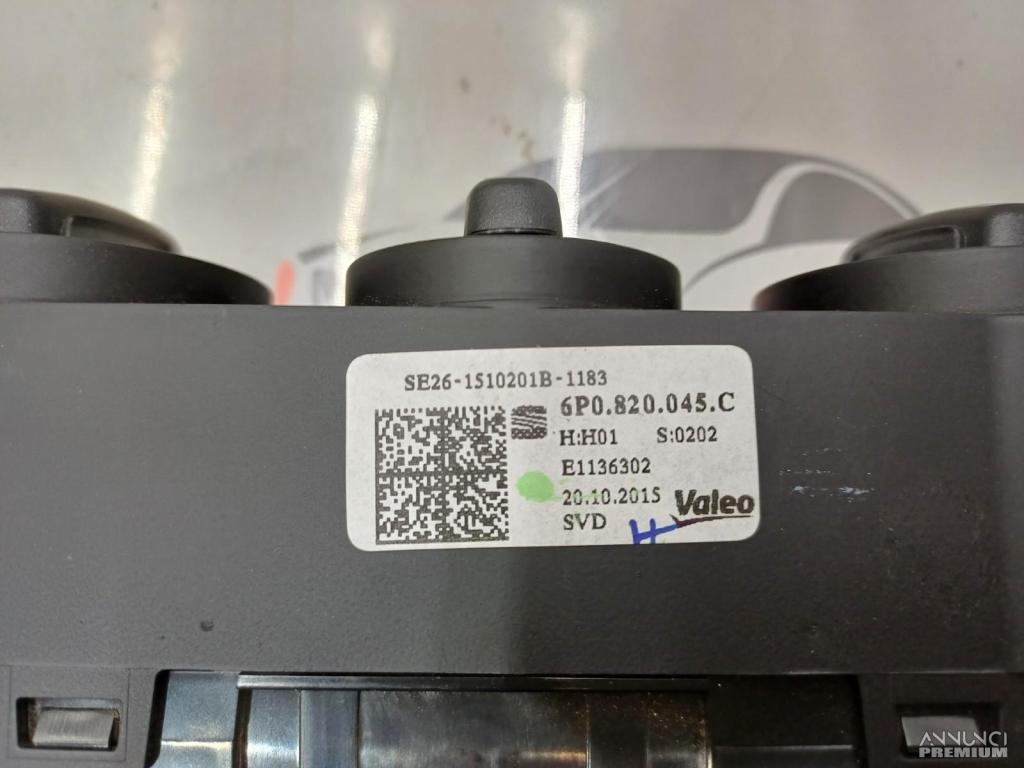 SE26-1510201B-1183
6P0.820.045.C
H:H01 S:0202
E1136302
20.10.2015
SVD
Valeo
H
ANNUNCI
PREMIUM